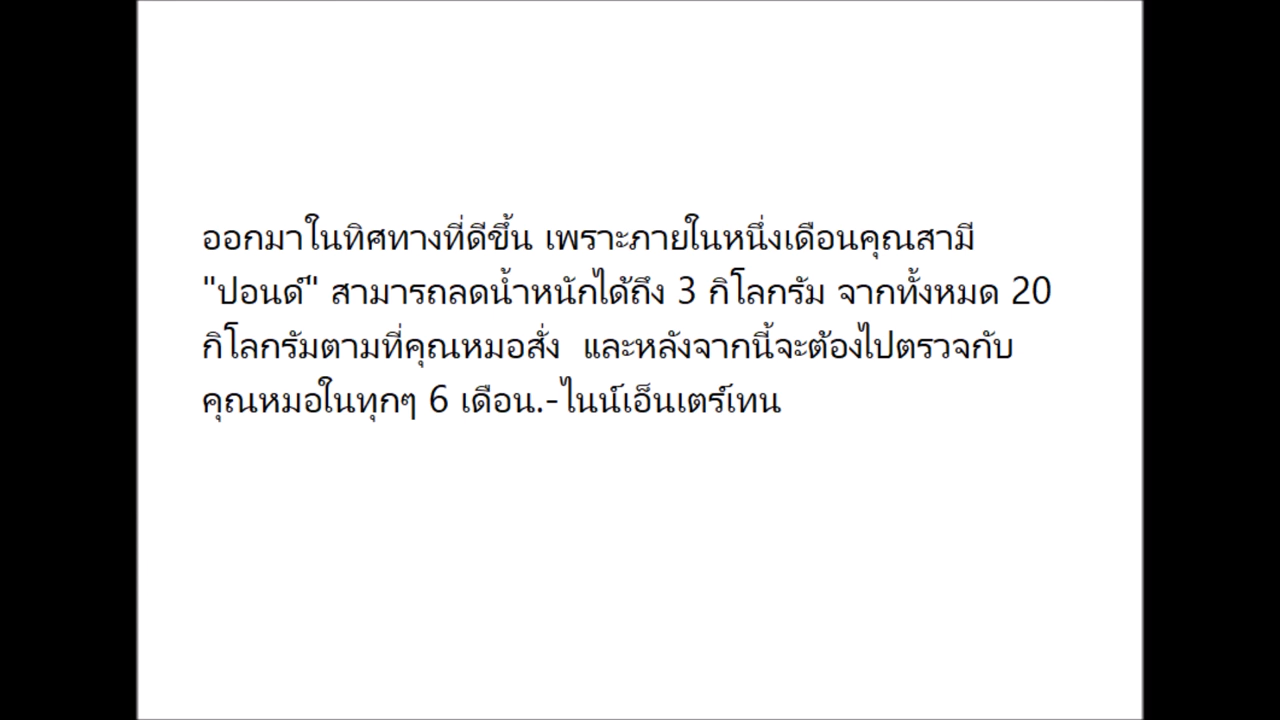 ออกมาในทิศทางที่ดีขึ้น เพราะภายในหนึ่งเดือนคุณสามี
"ปอนด์" สามารถลดน้ำหนักได้ถึง 3 กิโลกรัม จากทั้งหมด 20
กิโลกรัมตามที่คุณหมอสั่ง  และหลังจากนี้จะต้องไปตรวจกับ
คุณหมอในทุกๆ 6 เดือน.-ไนน์เอ็นเตร์เทน